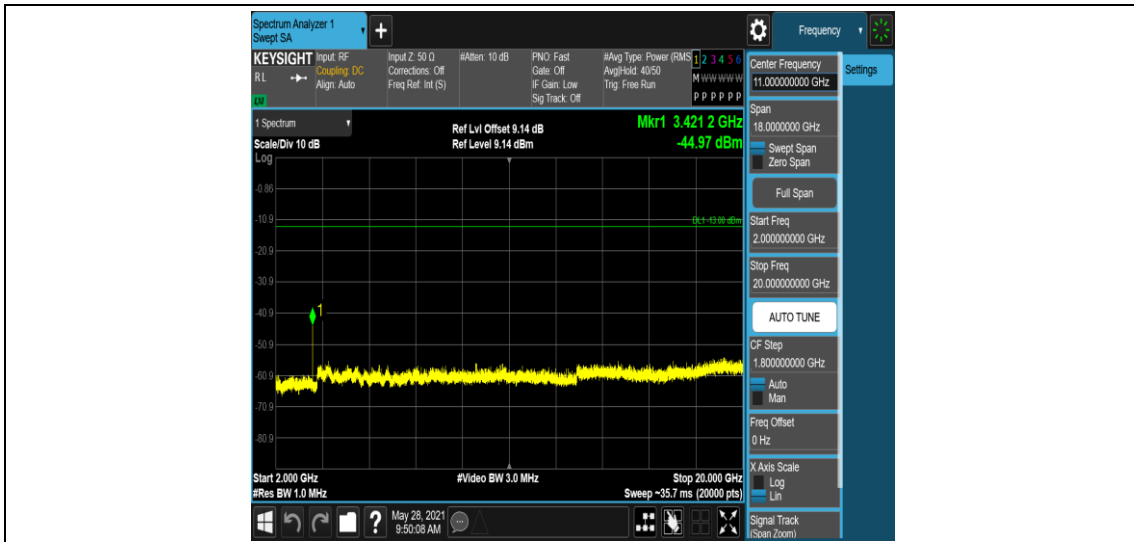 Spectrum Analyzer 1
Swept SA
+
Frequency
KEYSIGHT
RL
LXI
Input: RF
Coupling: DC
Align: Auto
Input Z: 50 Ω
Corrections: Off
Freq Ref: Int (S)
#Atten: 10 dB
PNO: Fast
Gate: Off
IF Gain: Low
Sig Track: Off
#Avg Type: Power (RMS
Avg|Hold: 40/50
Trig: Free Run
1 2 3 4 5 6
M W W W W W
P P P P P P
1 Spectrum
Scale/Div 10 dB
Ref Lvl Offset 9.14 dB
Ref Level 9.14 dBm
Mkr1 3.421 2 GHz
-44.97 dBm
Log
-0.86
-10.9
DL1 -13.00 dBm
-20.9
-30.9
-40.9
1
-50.9
-60.9
-70.9
-80.9
Start 2.000 GHz
#Res BW 1.0 MHz
#Video BW 3.0 MHz
Stop 20.000 GHz
Sweep ~35.7 ms (20000 pts)
Center Frequency
11.000000000 GHz
Settings
Span
18.0000000 GHz
Swept Span
Zero Span
Full Span
Start Freq
2.000000000 GHz
Stop Freq
20.000000000 GHz
AUTO TUNE
CF Step
1.800000000 GHz
Auto
Man
Freq Offset
0 Hz
X Axis Scale
Log
Lin
Signal Track
(Span Zoom)
?
May 28, 2021
9:50:08 AM